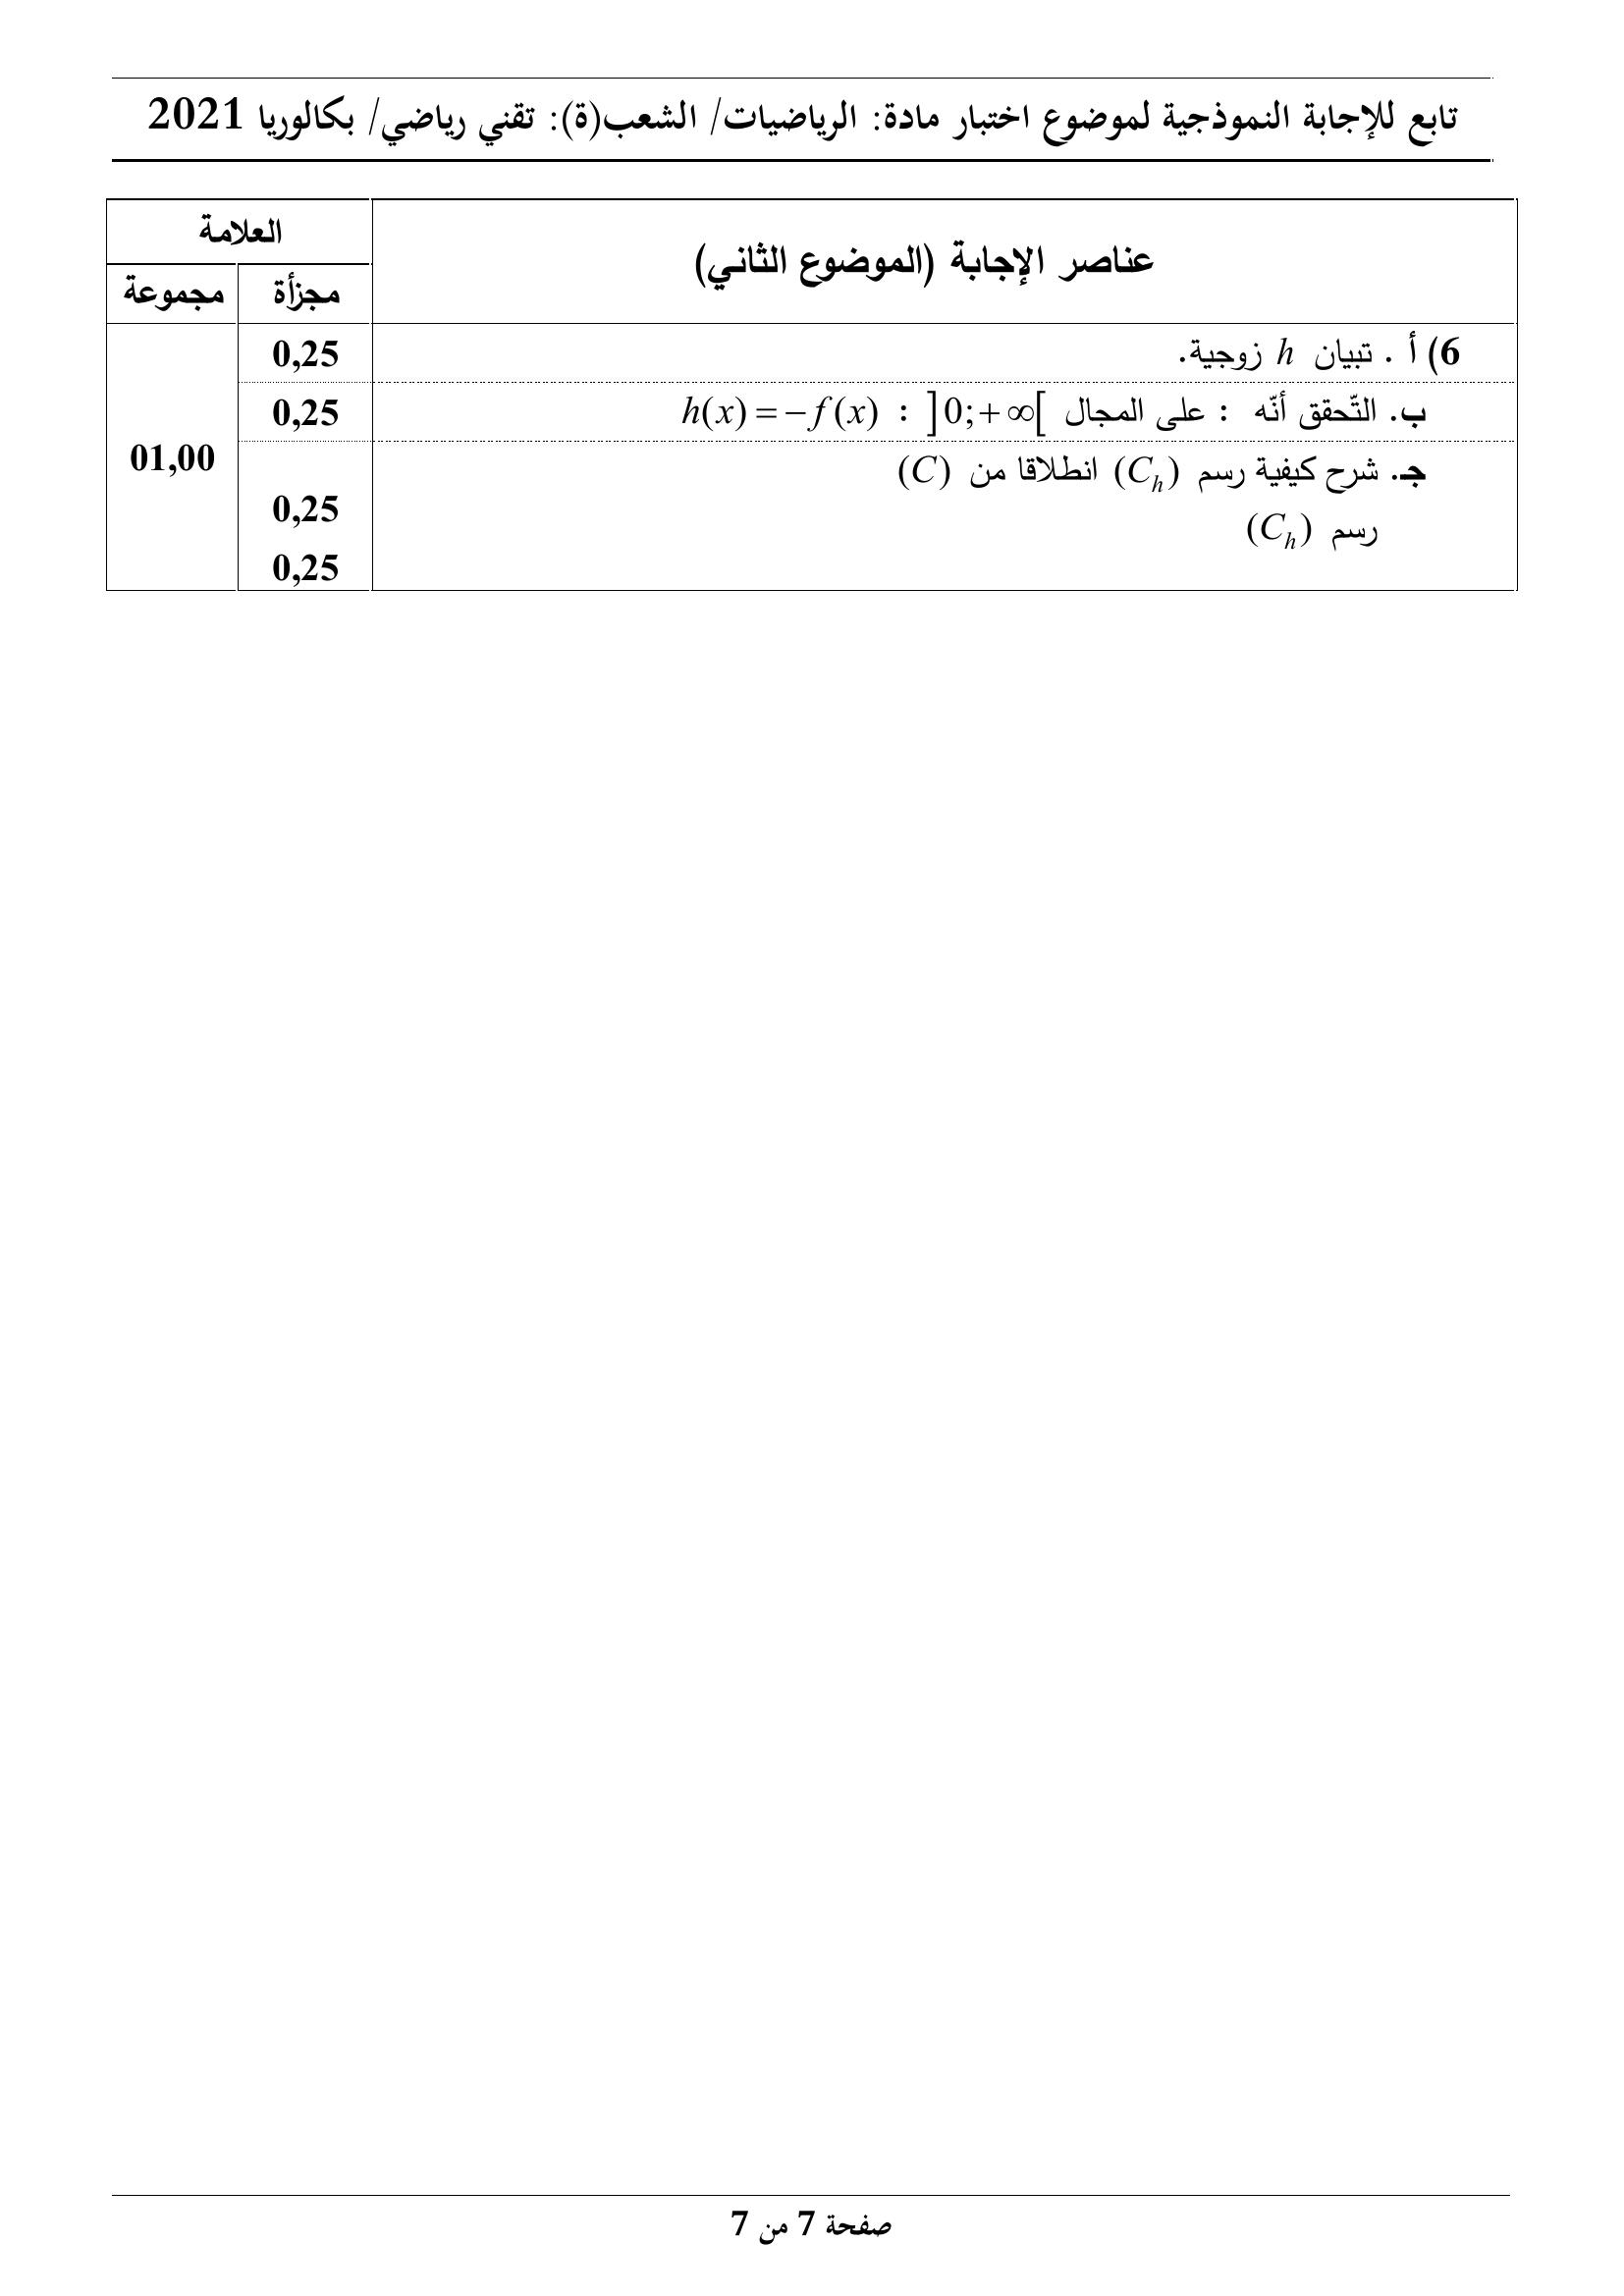 تابع للإجابة النموذجية لموضوع اختبار مادة: الرياضيات/ الشعب(ة): تقني رياضي/ بكالوريا 2021
عناصر الإجابة (الموضوع الثاني)
العلامة
مجزأة
مجموعة
6) أ . تبيان h زوجية.
0,25
ب. التّحقق أنّه : على المجال ]0;+∞[ : h(x) = −f(x)
0,25
جـ. شرح كيفية رسم (C_h) انطلاقا من (C)
0,25
رسم (C_h)
0,25
01,00
صفحة 7 من 7